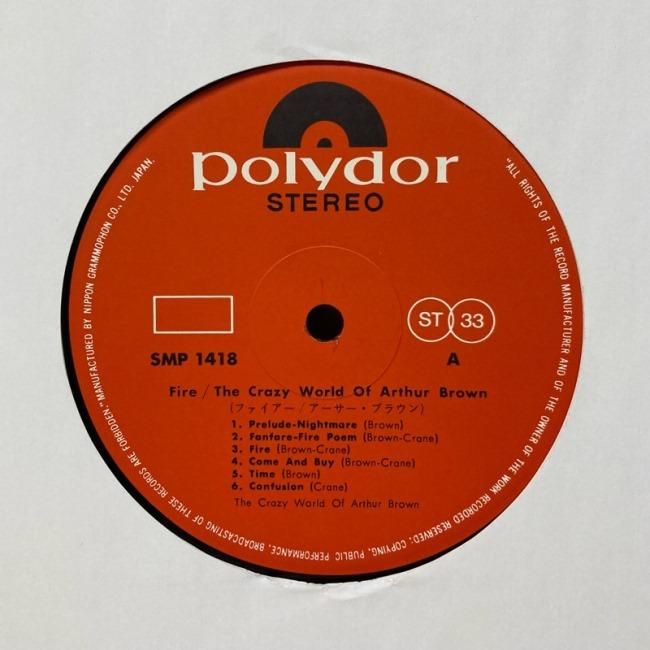 polydor
STEREO
ST 33
SMP 1418
A
Fire / The Crazy World Of Arthur Brown
(ファイアー/アーサー・ブラウン)
1. Prelude-Nightmare (Brown)
2. Fanfare-Fire Poem (Brown-Crane)
3. Fire (Brown-Crane)
4. Come And Buy (Brown-Crane)
5. Time (Brown)
6. Confusion (Crane)
The Crazy World Of Arthur Brown
"ALL RIGHTS OF THE RECORD MANUFACTURER AND OF THE OWNER OF THE WORK RECORDED RESERVED. COPYING, PUBLIC PERFORMANCE, BROADCASTING OF THESE RECORDS ARE FORBIDDEN." MANUFACTURED BY NIPPON GRAMMOPHON CO., LTD. JAPAN.